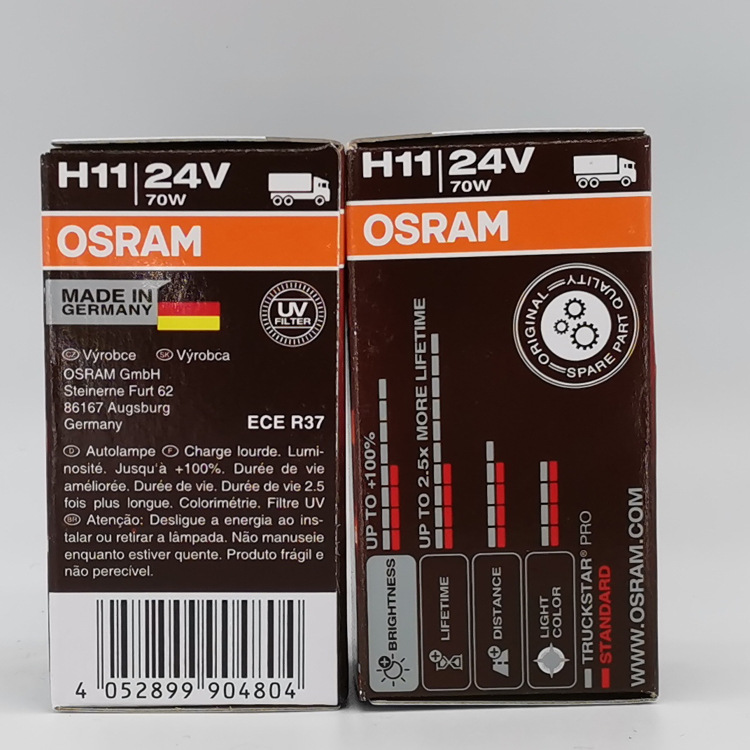 H11 24V
70W
OSRAM
MADE IN
GERMANY
UV
FILTER
CZ Výrobce SK Výrobca
OSRAM GmbH
Steinerne Furt 62
86167 Augsburg
Germany
ECE R37
D Autolampe F Charge lourde. Lumi-
nosité. Jusqu'à +100%. Durée de vie
améliorée. Durée de vie. Durée de vie 2.5
fois plus longue. Colorimétrie. Filtre UV
BR Atenção: Desligue a energia ao ins-
talar ou retirar a lâmpada. Não manuseie
enquanto estiver quente. Produto frágil e
não perecível.
4 052899 904804
H11 24V
70W
OSRAM
ORIGINAL
SPARE PART QUALITY
UP TO +100%
UP TO 2.5x MORE LIFETIME
BRIGHTNESS
LIFETIME
DISTANCE
LIGHT
COLOR
TRUCKSTAR® PRO
STANDARD
WWW.OSRAM.COM